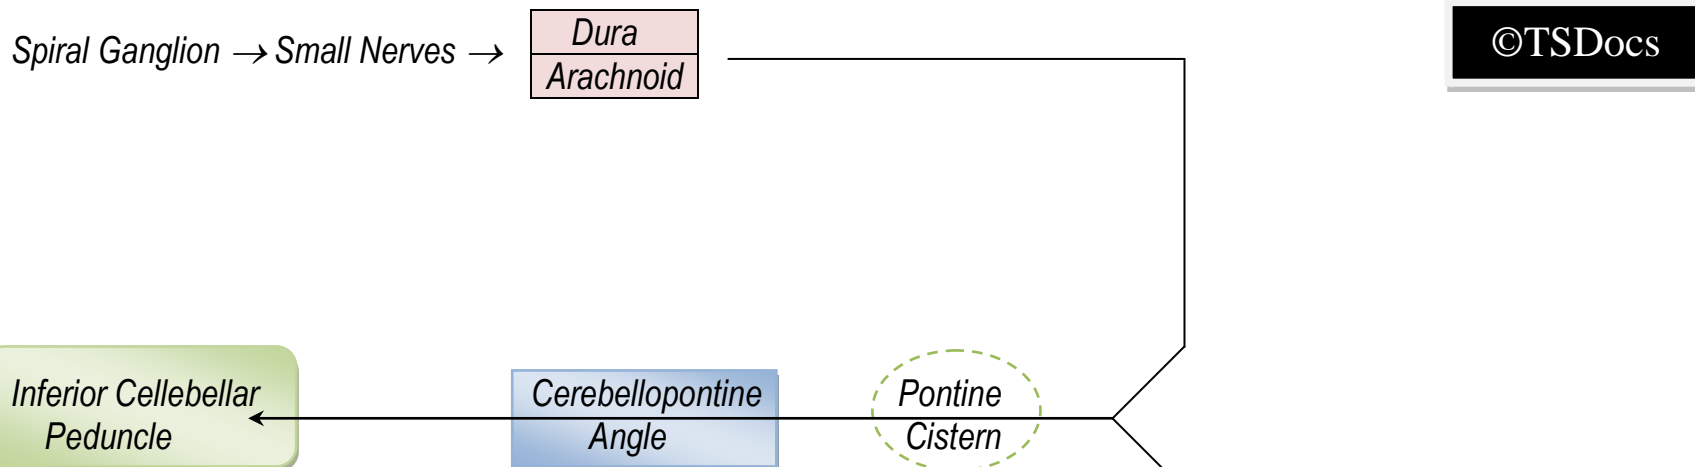 Spiral Ganglion → Small Nerves →
Dura
Arachnoid
©TSDocs
Inferior Cellebellar
Peduncle
Cerebellopontine
Angle
Pontine
Cistern